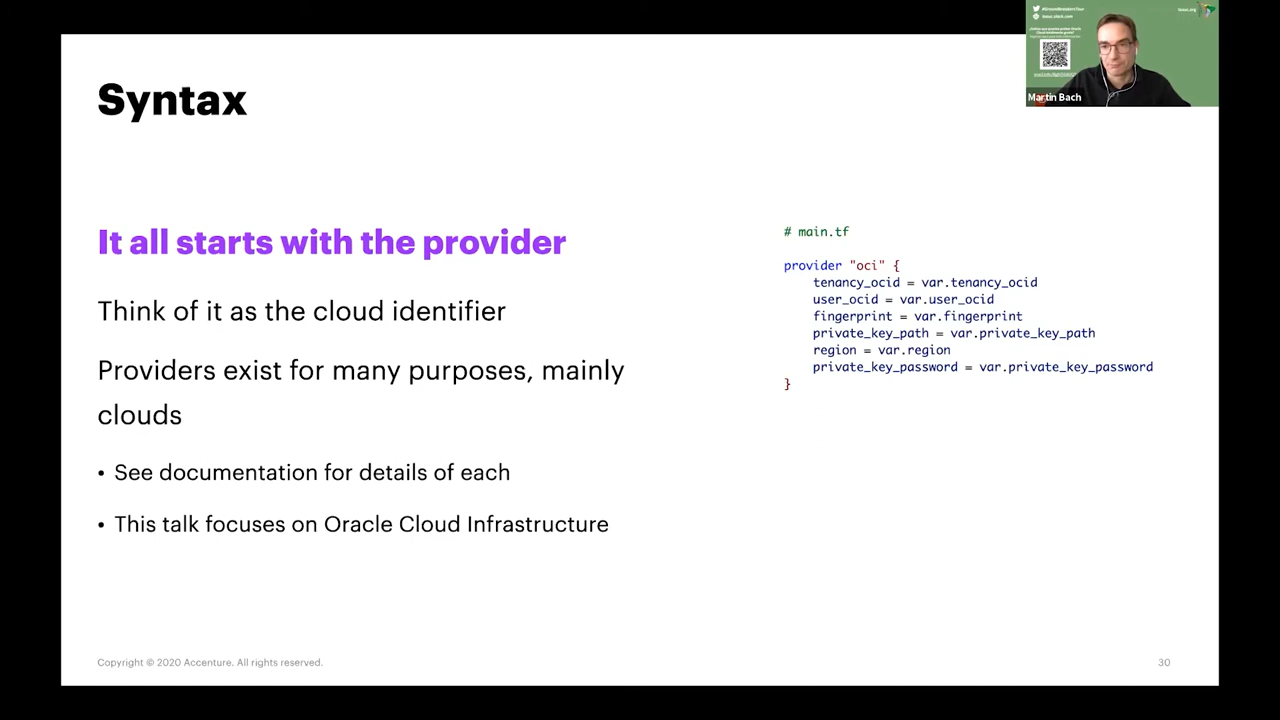 Syntax
#GroundbreakersTour
laouc.org
Martin Bach
It all starts with the provider
Think of it as the cloud identifier
Providers exist for many purposes, mainly
clouds
• See documentation for details of each
• This talk focuses on Oracle Cloud Infrastructure
# main.tf
provider "oci" {
tenancy_ocid = var.tenancy_ocid
user_ocid = var.user_ocid
fingerprint = var.fingerprint
private_key_path = var.private_key_path
region = var.region
private_key_password = var.private_key_password
}
Copyright © 2020 Accenture. All rights reserved.
30